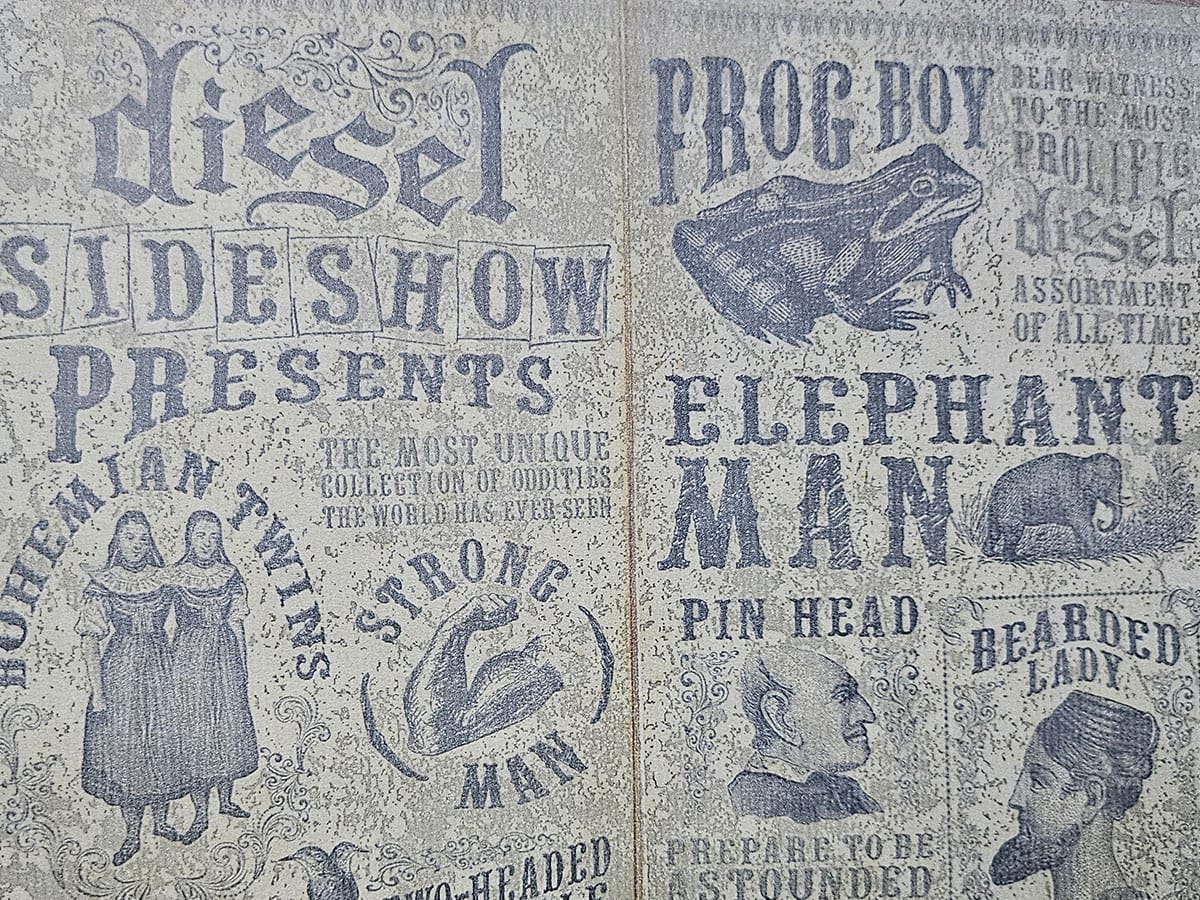 diesel
SIDESHOW
PRESENTS
THE MOST UNIQUE
COLLECTION OF ODDITIES
THE WORLD HAS EVER SEEN
BOHEMIAN TWINS
STRONG
MAN
TWO-HEADED
FROG BOY
BEAR WITNESS
TO THE MOST
PROLIFIC
diesel
ASSORTMENT
OF ALL TIME
ELEPHANT
MAN
PIN HEAD
BEARDED
LADY
PREPARE TO BE
ASTOUNDED